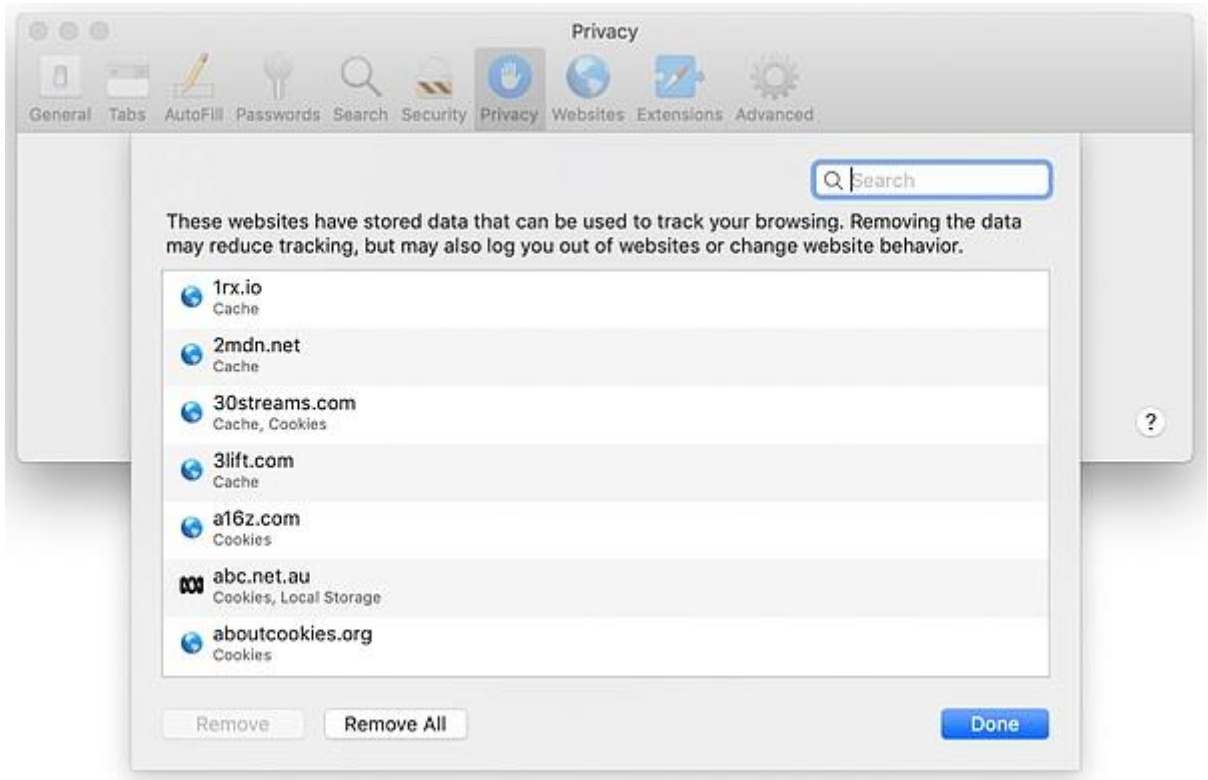 Privacy
General Tabs AutoFill Passwords Search Security Privacy Websites Extensions Advanced
Search
These websites have stored data that can be used to track your browsing. Removing the data
may reduce tracking, but may also log you out of websites or change website behavior.
1rx.io
Cache
2mdn.net
Cache
30streams.com
Cache, Cookies
3lift.com
Cache
a16z.com
Cookies
abc.net.au
Cookies, Local Storage
aboutcookies.org
Cookies
?
Remove Remove All Done